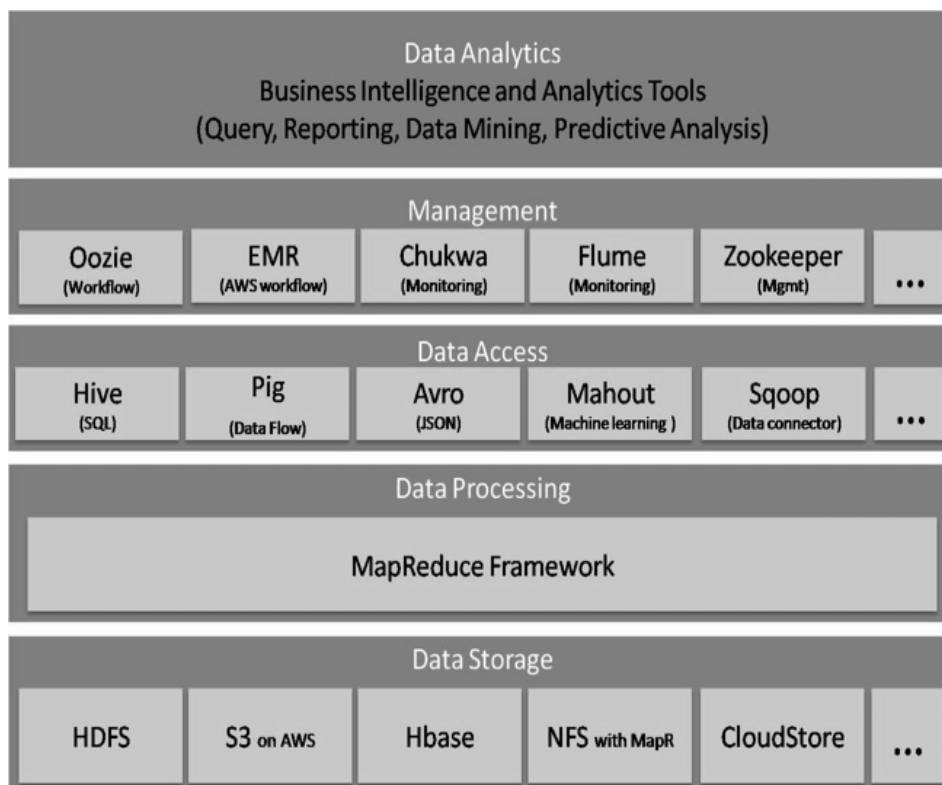 Data Analytics
Business Intelligence and Analytics Tools
(Query, Reporting, Data Mining, Predictive Analysis)
Management
Oozie
(Workflow)
EMR
(AWS workflow)
Chukwa
(Monitoring)
Flume
(Monitoring)
Zookeeper
(Mgmt)
...
Data Access
Hive
(SQL)
Pig
(Data Flow)
Avro
(JSON)
Mahout
(Machine learning )
Sqoop
(Data connector)
...
Data Processing
MapReduce Framework
Data Storage
HDFS
S3 on AWS
Hbase
NFS with MapR
CloudStore
...